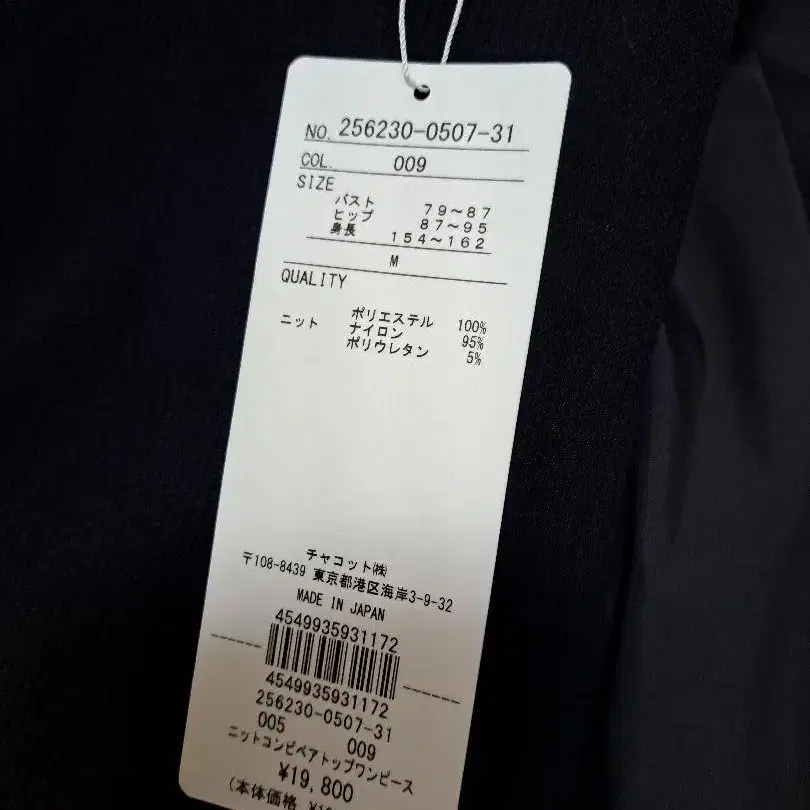 NO. 256230-0507-31
COL. 009
SIZE
バスト 79~87
ヒップ 87~95
身長 154~162
M
QUALITY
ポリエステル 100%
ニット ナイロン 95%
ポリウレタン 5%
チャコット㈱
〒108-8439 東京都港区海岸3-9-32
MADE IN JAPAN
4549935931172
4549935931172
256230-0507-31
005 009
ニットコンビベアトップワンピース
¥19,800
(本体価格